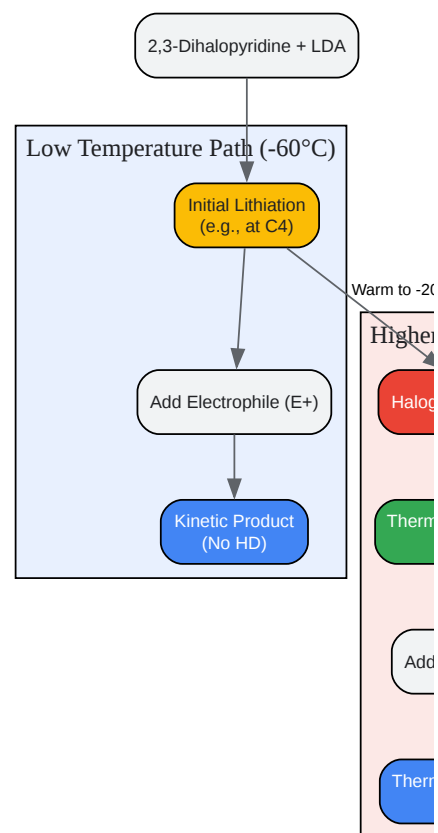 2,3-Dihalopyridine + LDA
Low Temperature Path (-60°C)
Initial Lithiation
(e.g., at C4)
Warm to -20
Higher
Add Electrophile (E+)
Halog
Kinetic Product
(No HD)
Therm
Add
Therm